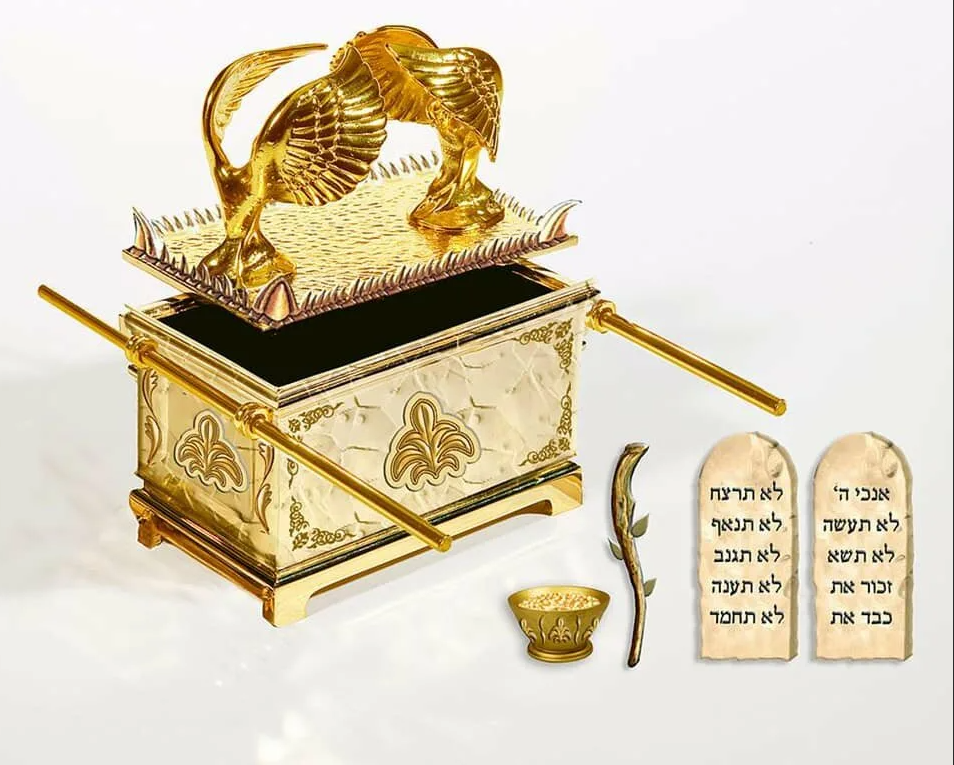 אנכי ה'
לא תעשה
לא תשא
זכור את
כבד את
לא תרצח
לא תנאף
לא תגנב
לא תענה
לא תחמד